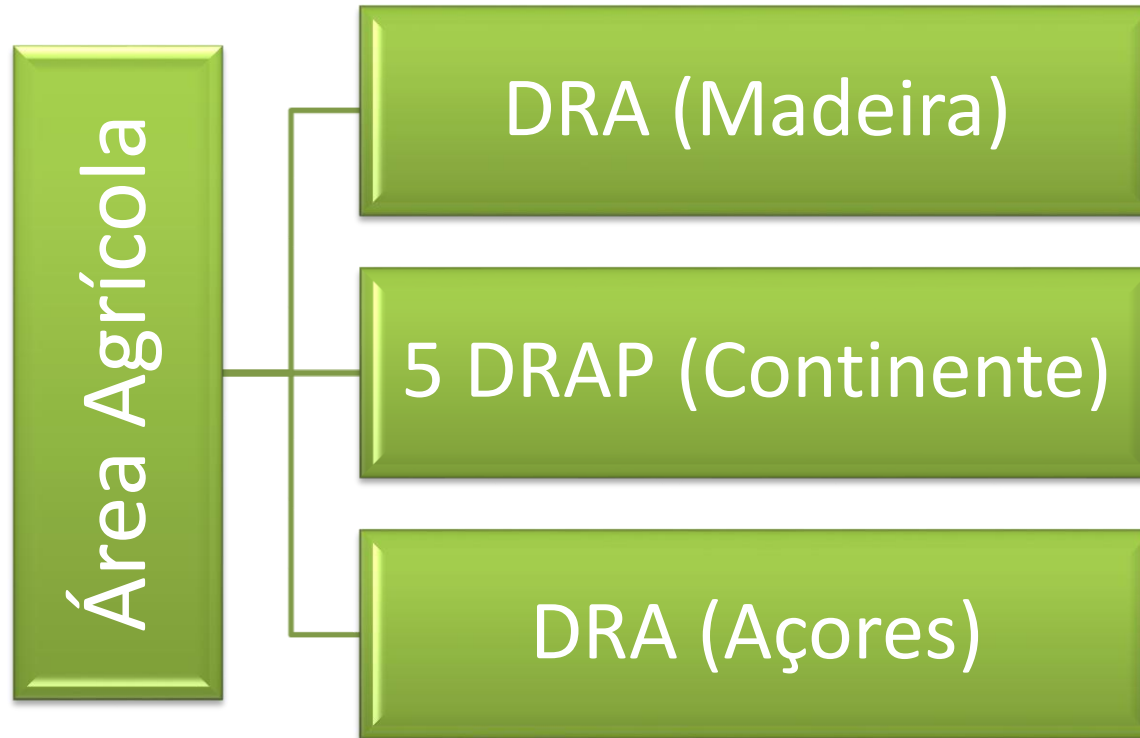 Área Agrícola
DRA (Madeira)
5 DRAP (Continente)
DRA (Açores)